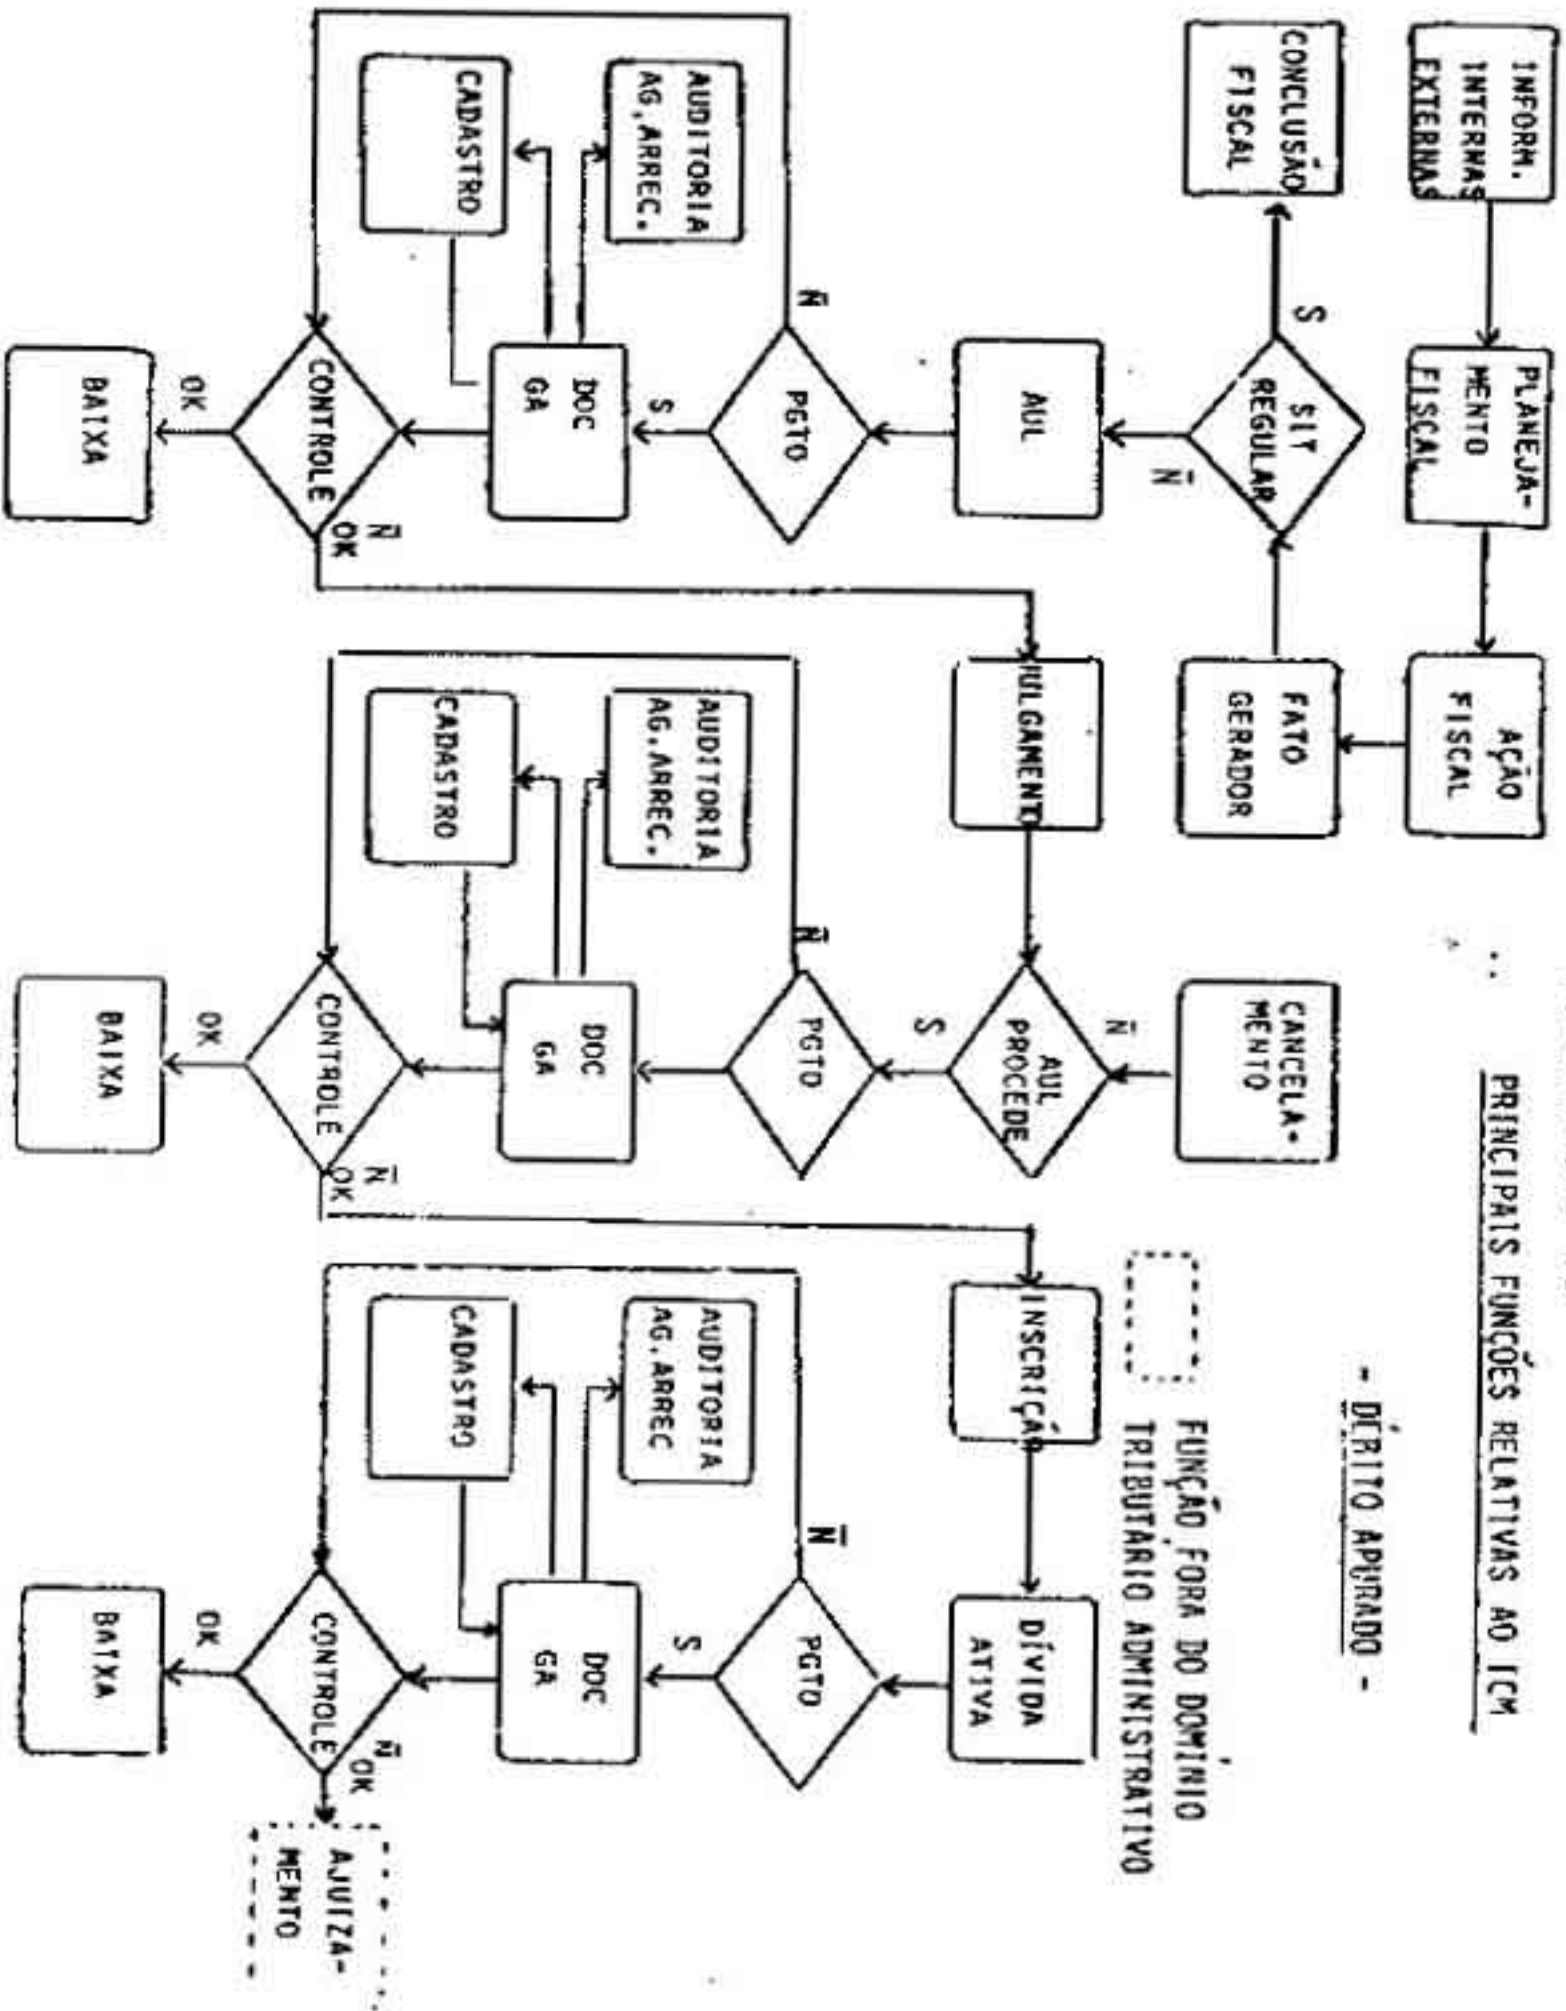 PRINCIPAIS FUNÇÕES RELATIVAS AO ICM
- DÉBITO APURADO -
INFORM.
INTERNAS
EXTERNAS
PLANEJA-
MENTO
FISCAL
AÇÃO
FISCAL
CONCLUSÃO
FISCAL
S
SIT
REGULAR
N
FATO
GERADOR
CANCELA-
MENTO
N
FUNÇÃO FORA DO DOMÍNIO
TRIBUTÁRIO ADMINISTRATIVO
AUL
JULGAMENTO
AUL
PROCEDE
S
INSCRIÇÃO
DÍVIDA
ATIVA
N
PGTO
S
N
PGTO
N
PGTO
S
AUDITORIA
AG.ARREC.
AUDITORIA
AG.ARREC.
AUDITORIA
AG.ARREC
DOC
GA
DOC
GA
DOC
GA
CADASTRO
CADASTRO
CADASTRO
CONTROLE
N
OK
CONTROLE
N
OK
CONTROLE
N
OK
AJUIZA-
MENTO
OK
OK
OK
BAIXA
BAIXA
BAIXA